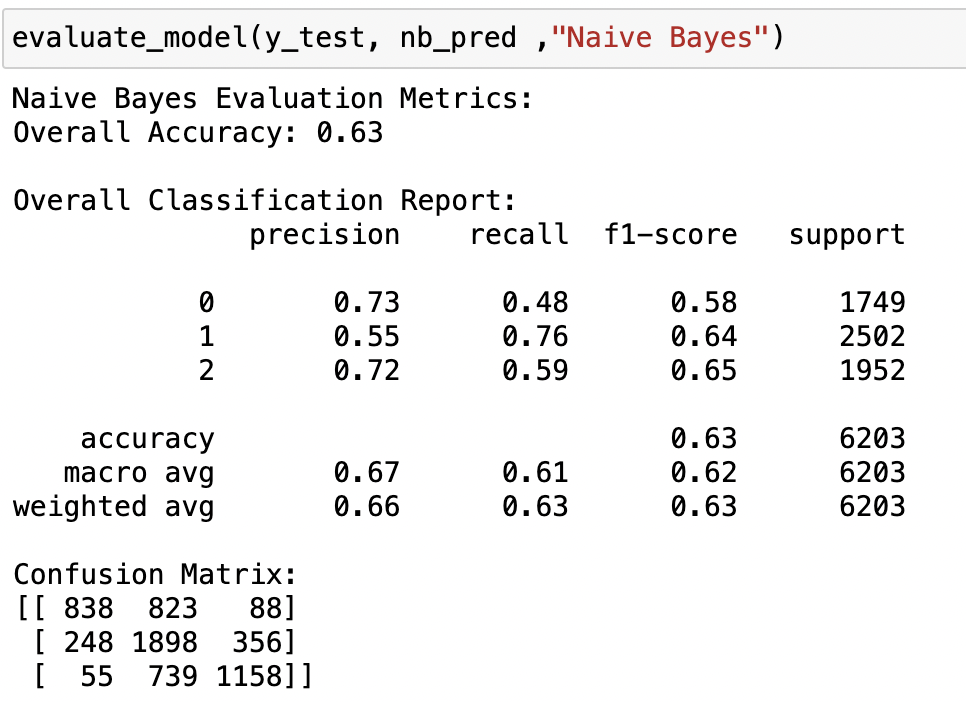 evaluate_model(y_test, nb_pred ,"Naive Bayes")
Naive Bayes Evaluation Metrics:
Overall Accuracy: 0.63
Overall Classification Report:
precision recall f1-score support
0 0.73 0.48 0.58 1749
1 0.55 0.76 0.64 2502
2 0.72 0.59 0.65 1952
accuracy 0.63 6203
macro avg 0.67 0.61 0.62 6203
weighted avg 0.66 0.63 0.63 6203
Confusion Matrix:
[[ 838 823 88]
[ 248 1898 356]
[ 55 739 1158]]